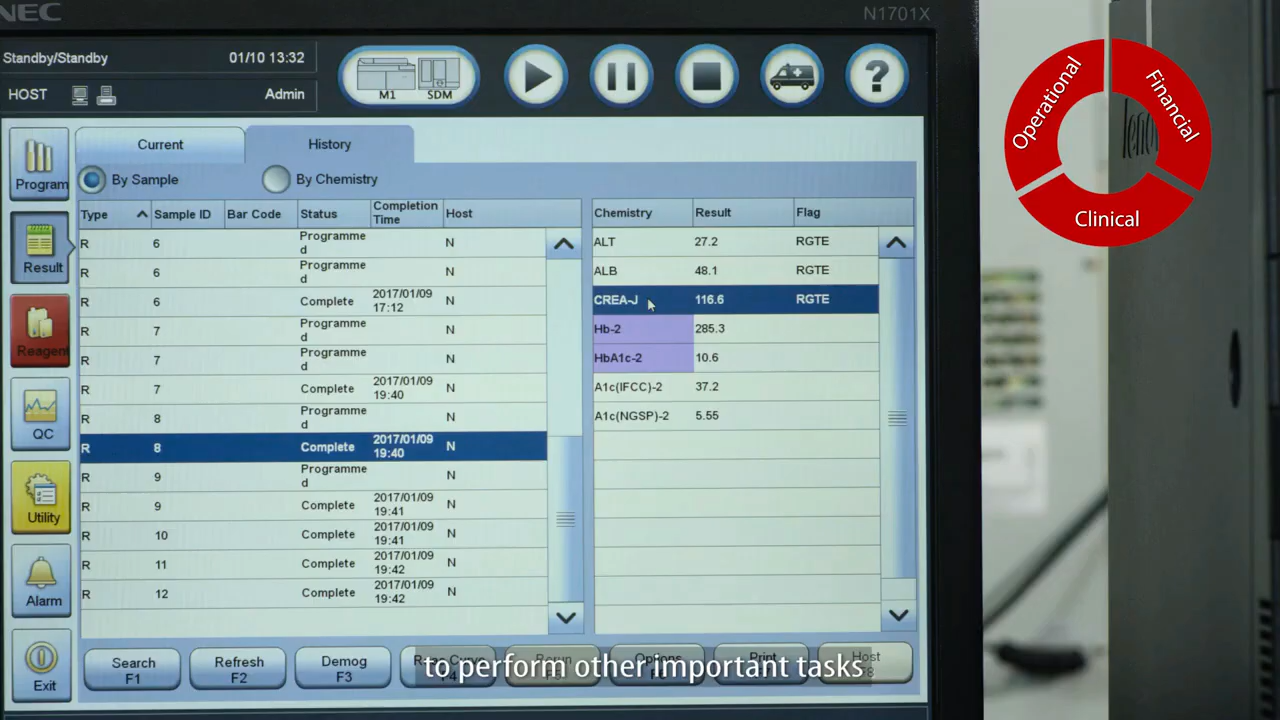 NEC
N1701X
Standby/Standby 01/10 13:32
HOST Admin
M1 SDM
?
Operational
Financial
Clinical
Program
Result
Reagent
QC
Utility
Alarm
Exit
Current History
By Sample By Chemistry
Type Sample ID Bar Code Status Completion Time Host
R 6 Programmed N
R 6 Programmed N
R 6 Complete 2017/01/09 17:12 N
R 7 Programmed N
R 7 Programmed N
R 7 Complete 2017/01/09 19:40 N
R 8 Programmed N
R 8 Complete 2017/01/09 19:40 N
R 9 Programmed N
R 9 Complete 2017/01/09 19:41 N
R 10 Complete 2017/01/09 19:41 N
R 11 Complete 2017/01/09 19:42 N
R 12 Complete 2017/01/09 19:42 N
Chemistry Result Flag
ALT 27.2 RGTE
ALB 48.1 RGTE
CREA-J 116.6 RGTE
Hb-2 285.3
HbA1c-2 10.6
A1c(IFCC)-2 37.2
A1c(NGSP)-2 5.55
Search F1
Refresh F2
Demog F3
Options
Print
Host
to perform other important tasks